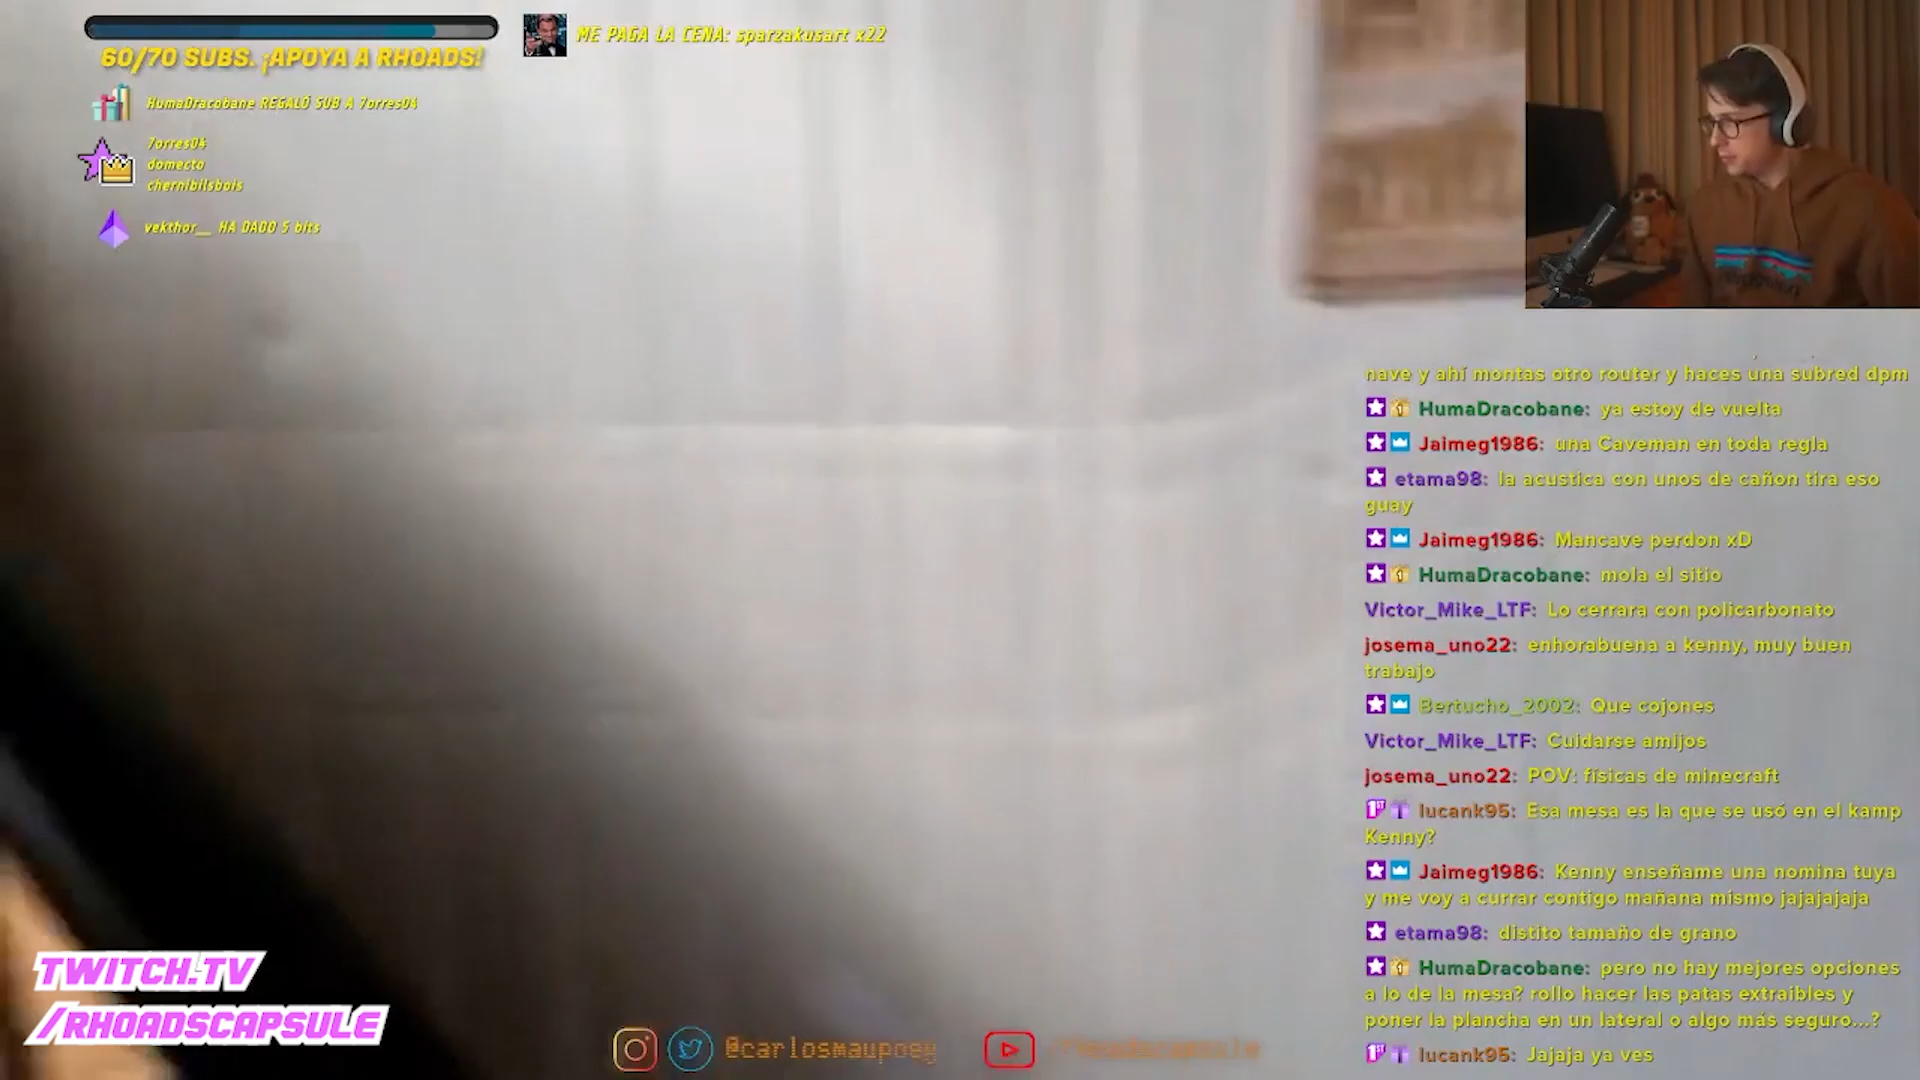 60/70 SUBS. ¡APOYA A RHOADS!
ME PAGA LA CENA: sparzakusart x22
HumaDracobane REGALÓ SUB A 7orres04
7orres04
domecto
chernibilsbois
vekthor__ HA DADO 5 bits
nave y ahí montas otro router y haces una subred dpm
HumaDracobane: ya estoy de vuelta
Jaimeg1986: una Caveman en toda regla
etama98: la acustica con unos de cañon tira eso
guay
Jaimeg1986: Mancave perdon xD
HumaDracobane: mola el sitio
Victor_Mike_LTF: Lo cerrara con policarbonato
josema_uno22: enhorabuena a kenny, muy buen
trabajo
Bertucho_2002: Que cojones
Victor_Mike_LTF: Cuidarse amijos
josema_uno22: POV: físicas de minecraft
lucank95: Esa mesa es la que se usó en el kamp
Kenny?
Jaimeg1986: Kenny enseñame una nomina tuya
y me voy a currar contigo mañana mismo jajajajaja
etama98: distito tamaño de grano
HumaDracobane: pero no hay mejores opciones
a lo de la mesa? rollo hacer las patas extraibles y
poner la plancha en un lateral o algo más seguro...?
lucank95: Jajaja ya ves
TWITCH.TV
/RHOADSCAPSULE
@carlosmaupoey